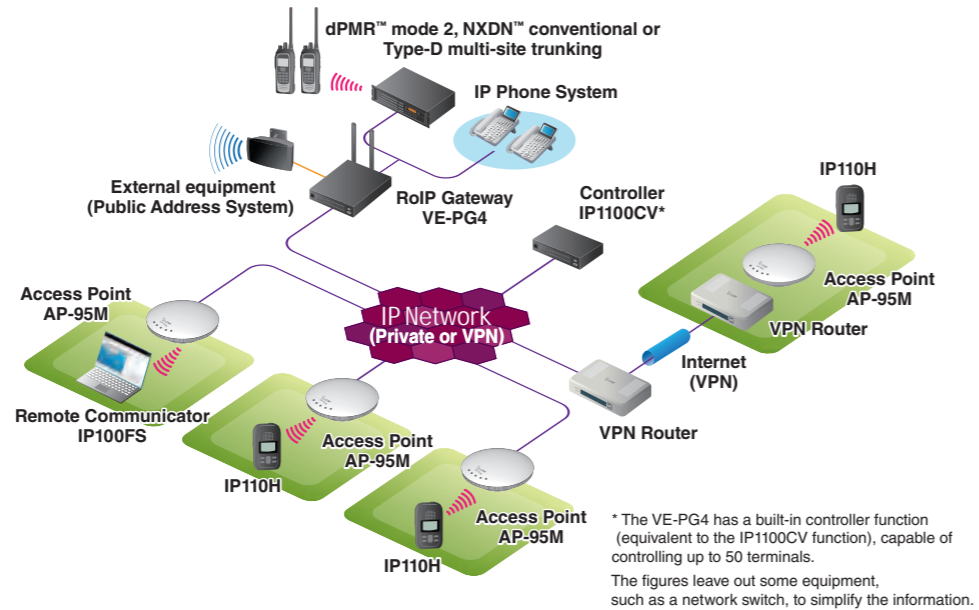 dPMR™ mode 2, NXDN™ conventional or
Type-D multi-site trunking
IP Phone System
External equipment
(Public Address System)
RoIP Gateway
VE-PG4
Controller
IP1100CV*
IP110H
Access Point
AP-95M
VPN Router
Internet
(VPN)
VPN Router
IP Network
(Private or VPN)
Access Point
AP-95M
Remote Communicator
IP100FS
Access Point
AP-95M
IP110H
Access Point
AP-95M
IP110H
* The VE-PG4 has a built-in controller function
(equivalent to the IP1100CV function), capable of
controlling up to 50 terminals.
The figures leave out some equipment,
such as a network switch, to simplify the information.